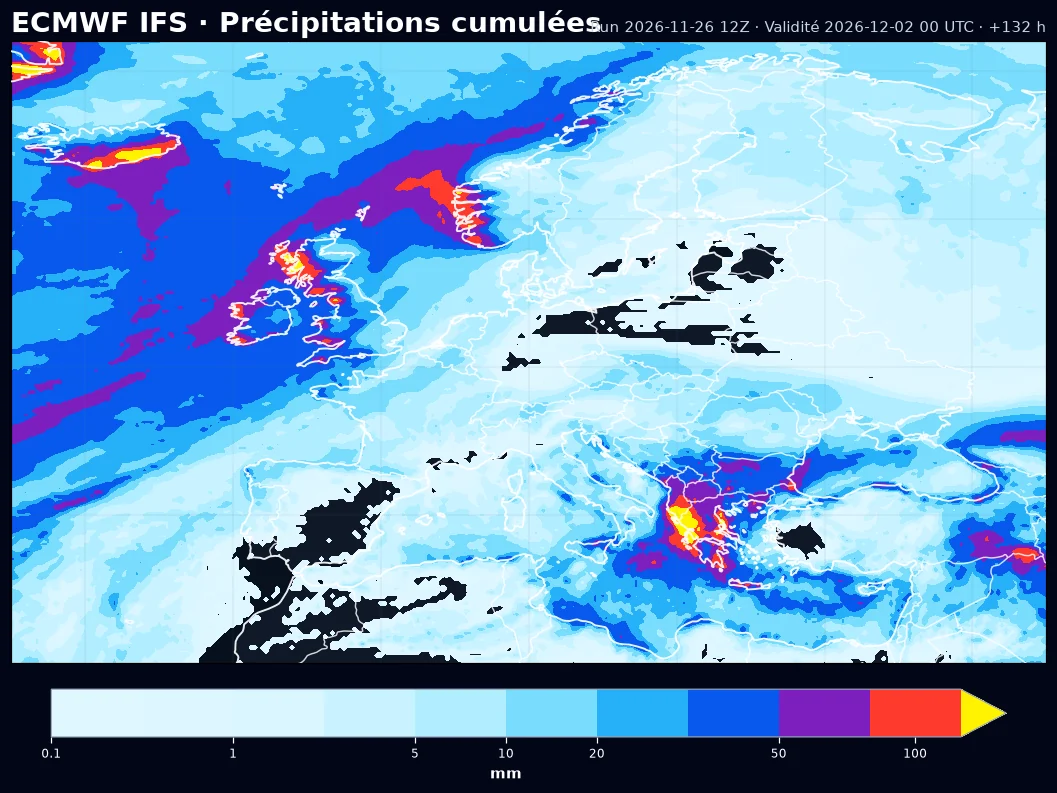 ECMWF IFS · Précipitations cumulées
Run 2026-11-26 12Z · Validité 2026-12-02 00 UTC · +132 h
0.1 1 5 10 20 50 100
mm